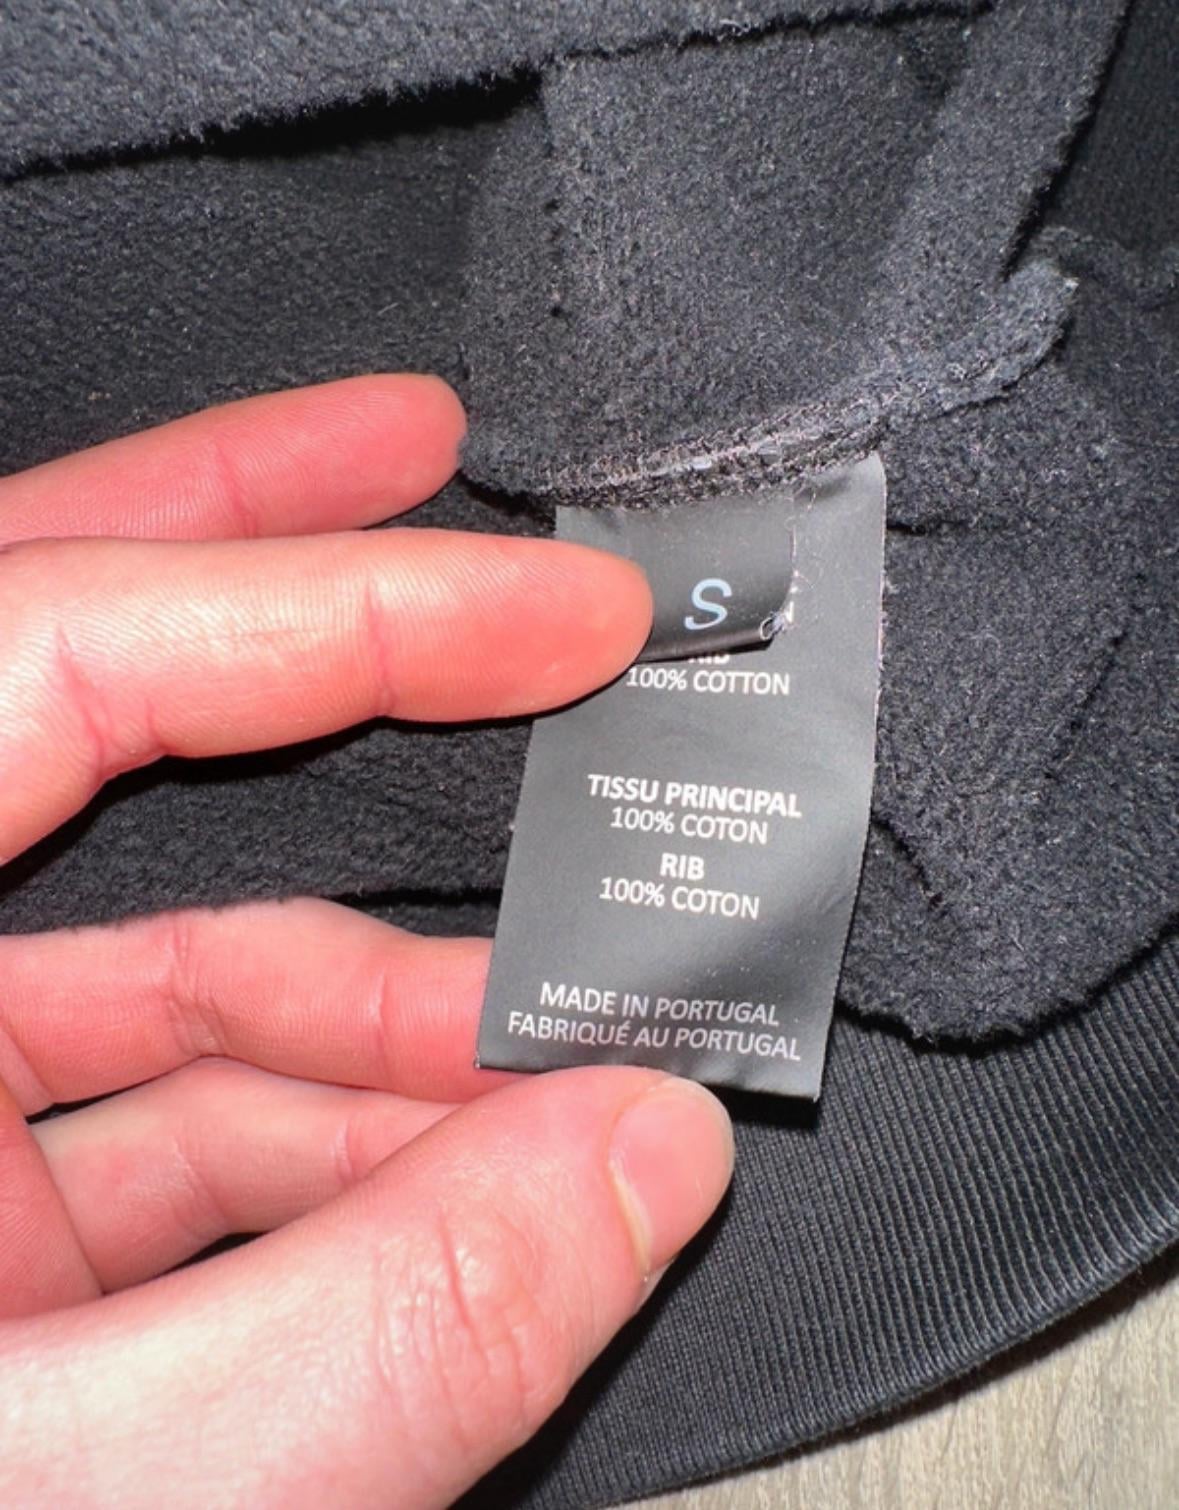 S
100% COTTON
TISSU PRINCIPAL
100% COTON
RIB
100% COTON
MADE IN PORTUGAL
FABRIQUÉ AU PORTUGAL